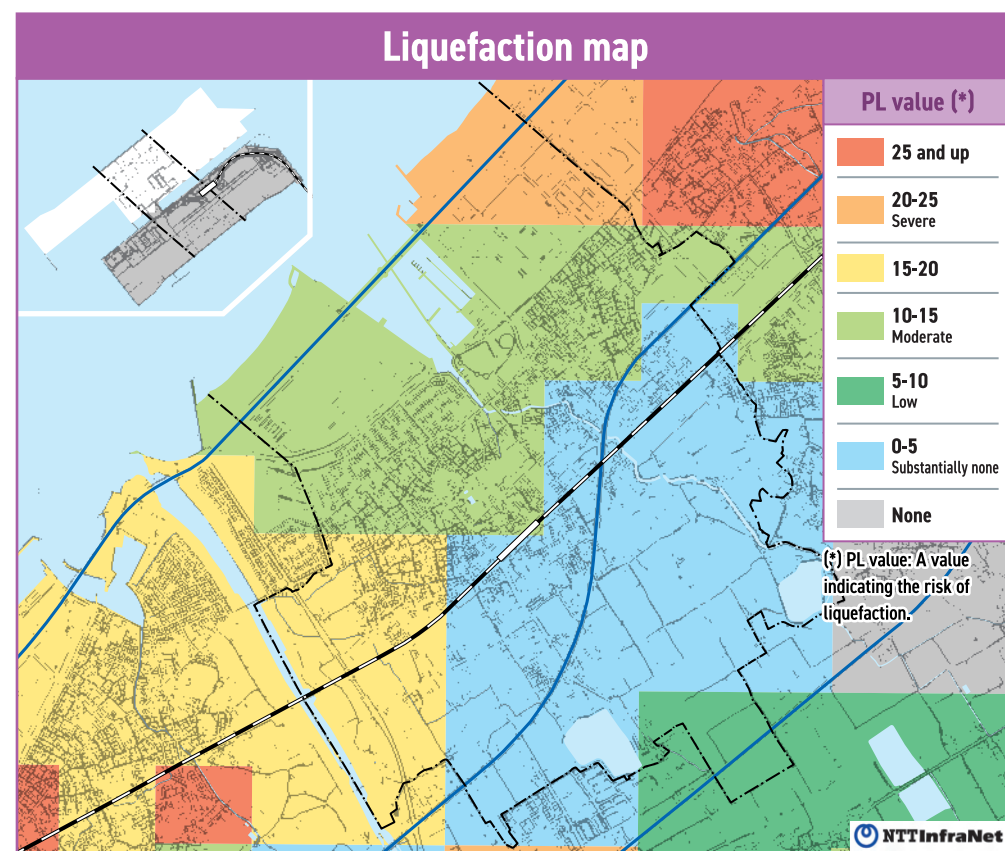 Liquefaction map
PL value (*)
25 and up
20-25
Severe
15-20
10-15
Moderate
5-10
Low
0-5
Substantially none
None
(*) PL value: A value
indicating the risk of
liquefaction.
NTTInfraNet